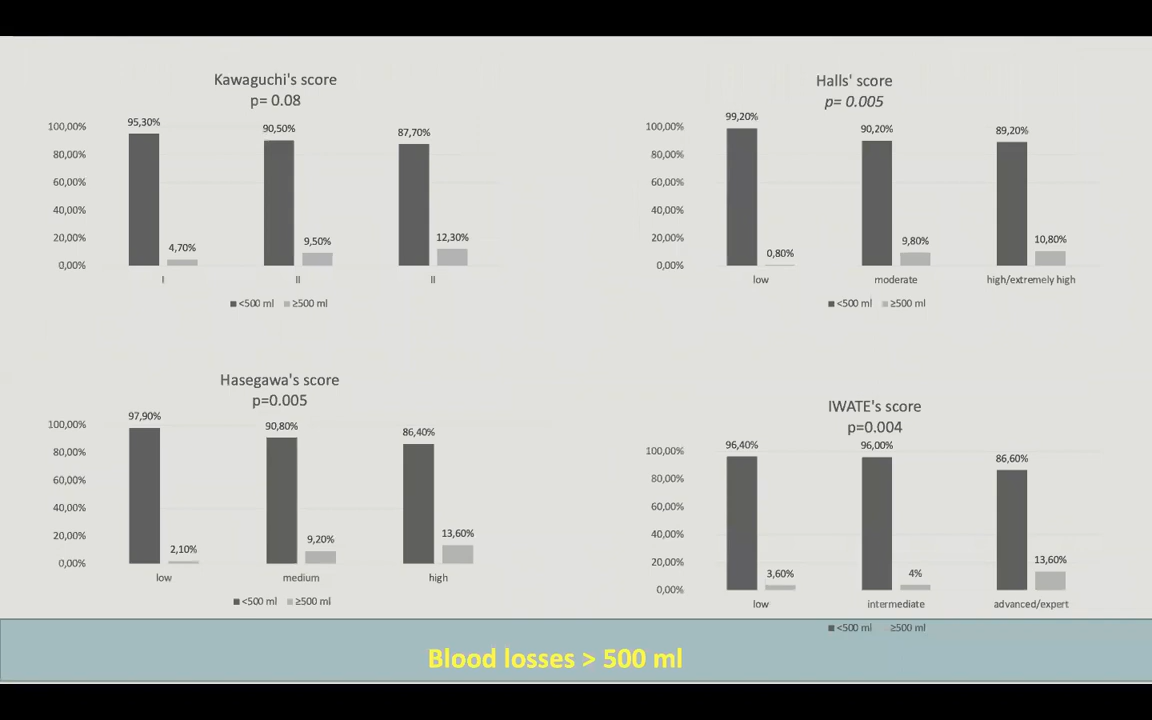 Kawaguchi's score
p= 0.08
100,00%
80,00%
60,00%
40,00%
20,00%
0,00%
95,30%
4,70%
90,50%
9,50%
87,70%
12,30%
I
II
II
<500 ml
≥500 ml
Halls' score
p= 0.005
100,00%
80,00%
60,00%
40,00%
20,00%
0,00%
99,20%
0,80%
90,20%
9,80%
89,20%
10,80%
low
moderate
high/extremely high
<500 ml
≥500 ml
Hasegawa's score
p=0.005
100,00%
80,00%
60,00%
40,00%
20,00%
0,00%
97,90%
2,10%
90,80%
9,20%
86,40%
13,60%
low
medium
high
<500 ml
≥500 ml
IWATE's score
p=0.004
100,00%
80,00%
60,00%
40,00%
20,00%
0,00%
96,40%
3,60%
96,00%
4%
86,60%
13,60%
low
intermediate
advanced/expert
<500 ml
≥500 ml
Blood losses > 500 ml